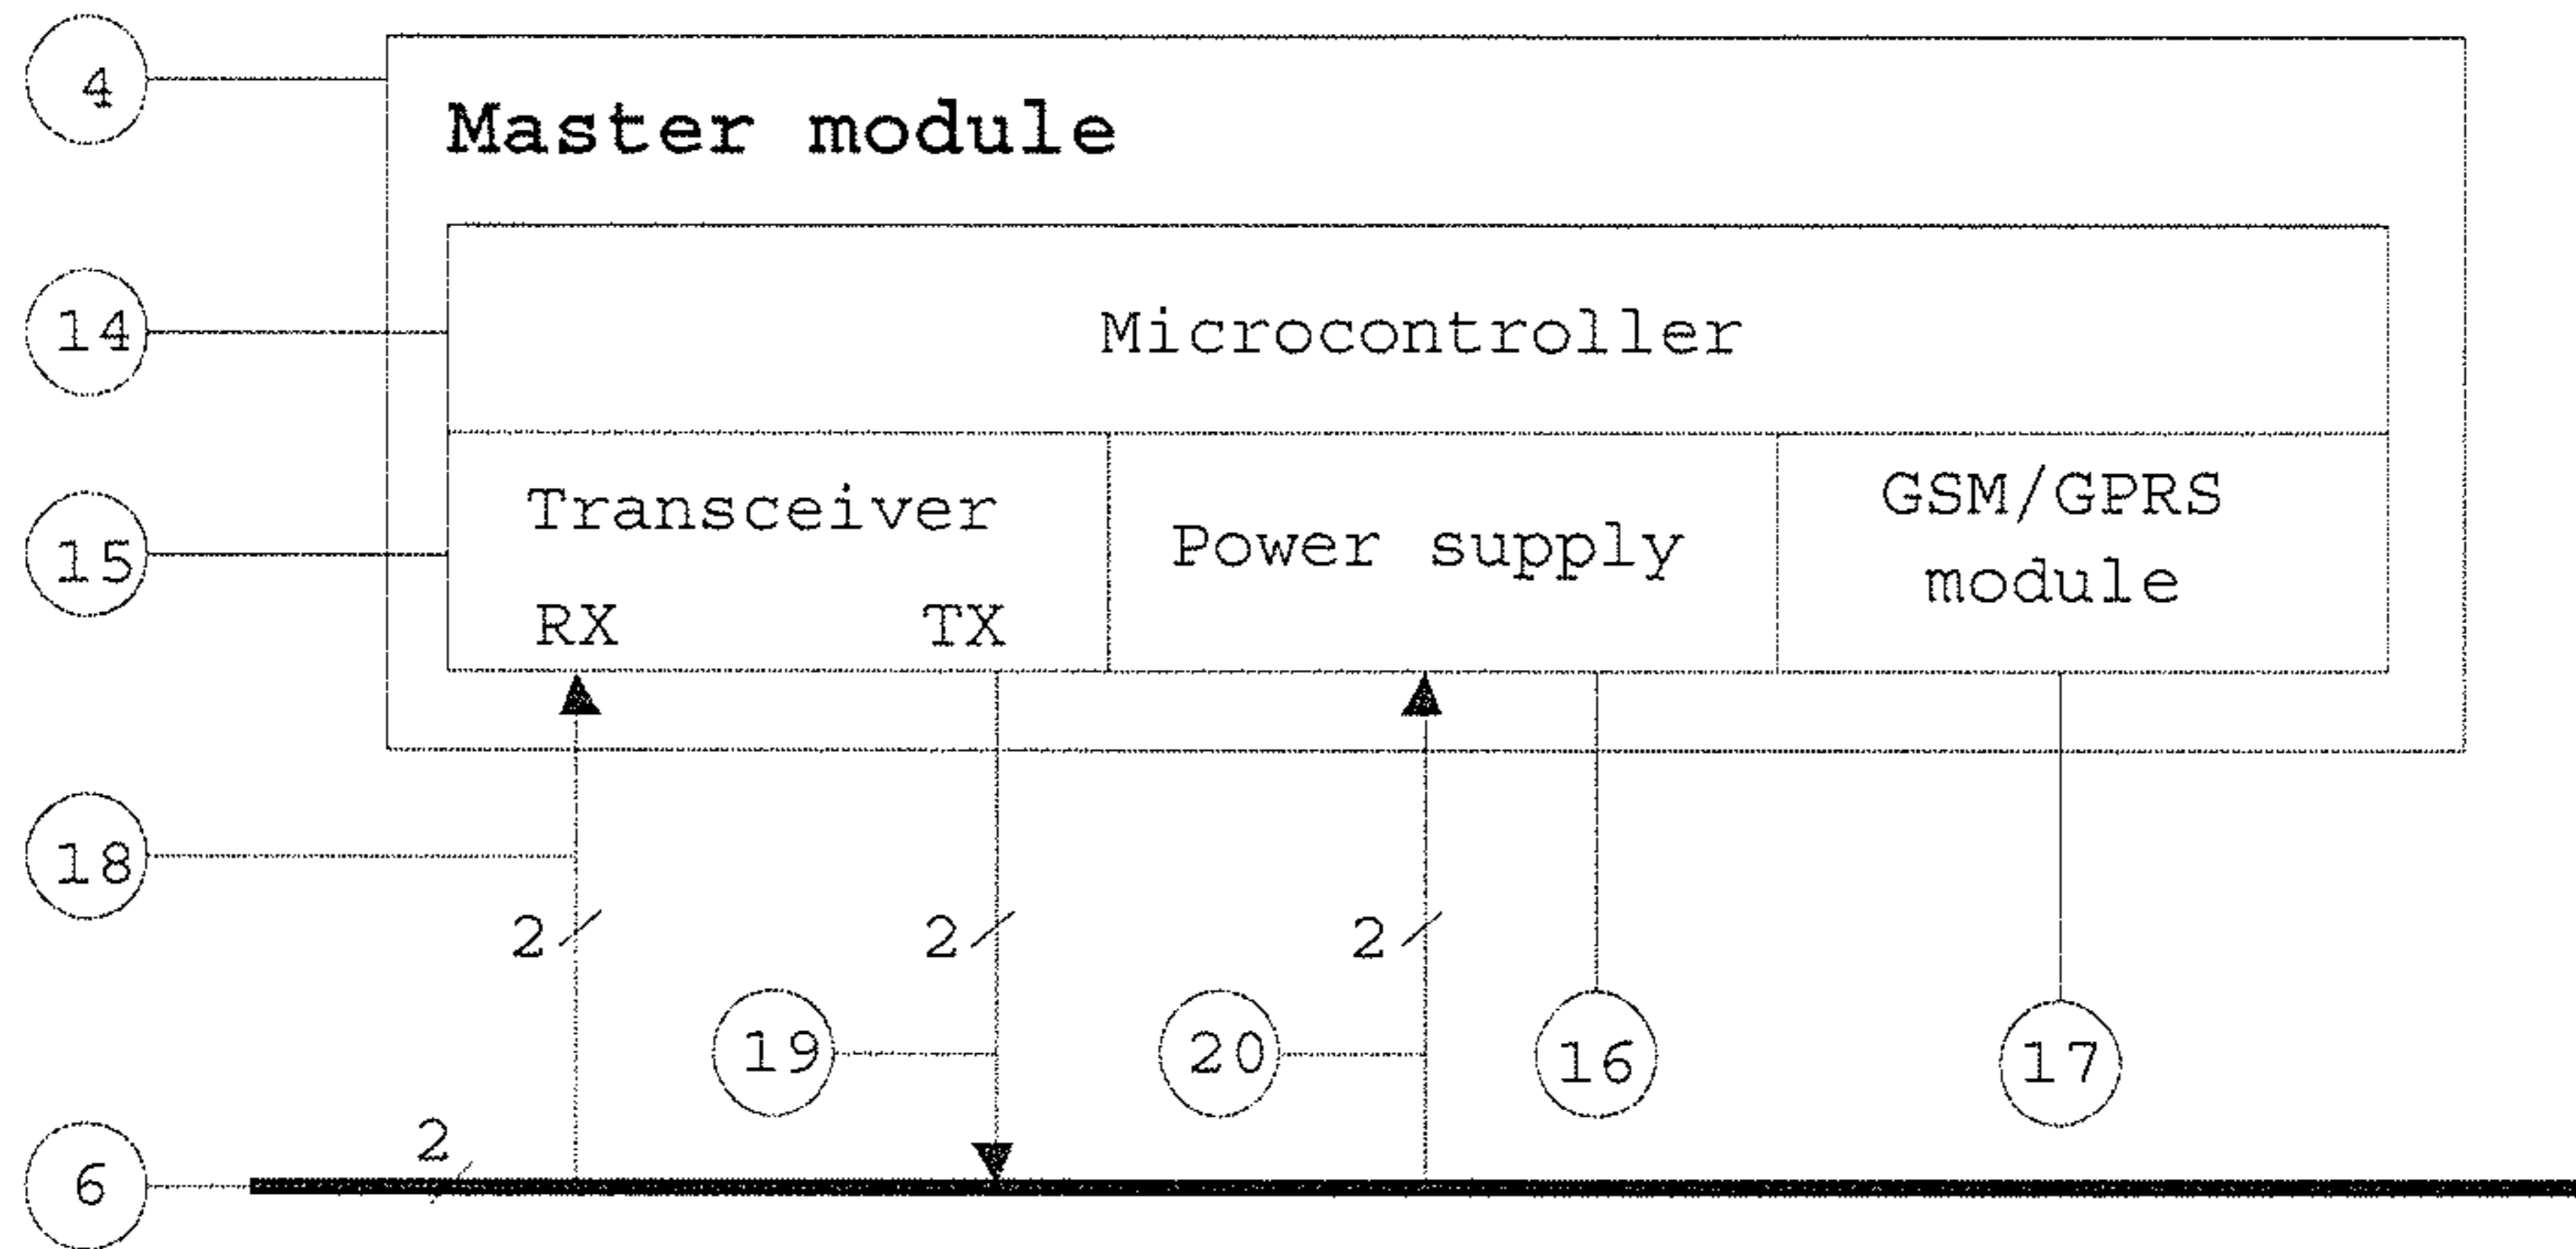 4
Master module
14
Microcontroller
15
Transceiver
RX TX
Power supply
GSM/GPRS
module
18
2 2 2
19
20
16
17
2
6